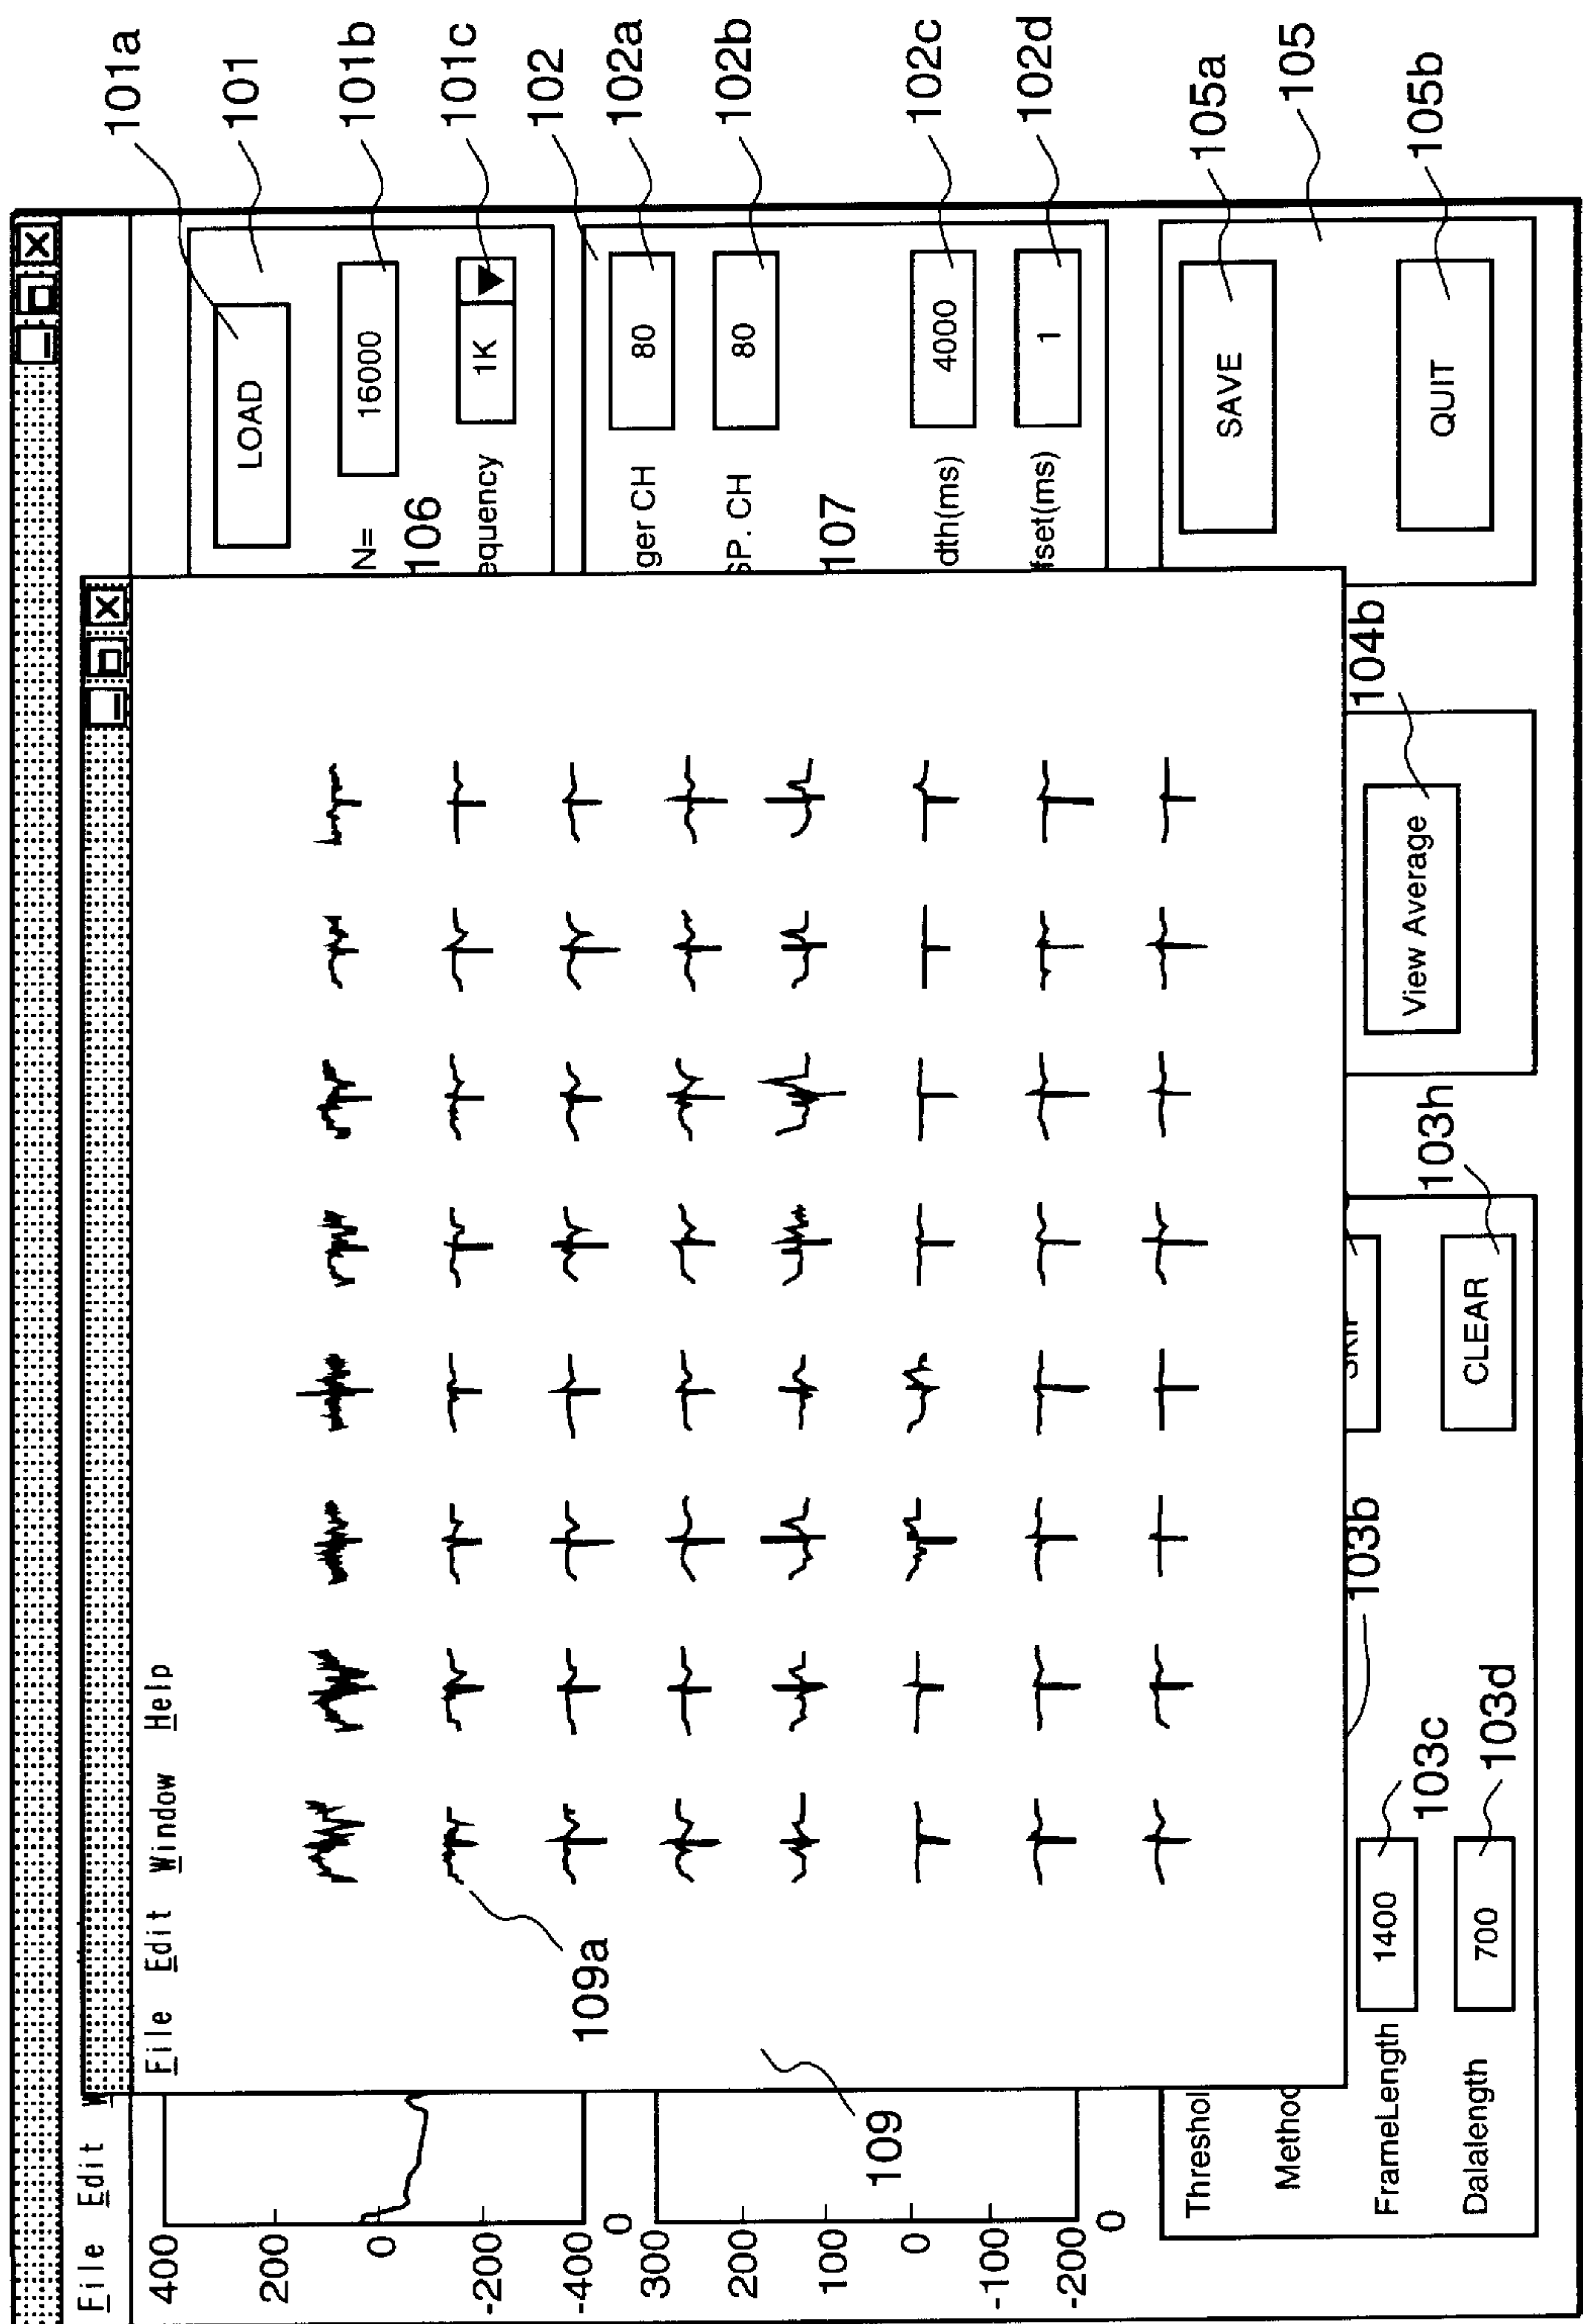 File Edit W
File Edit Window Help
400
200
0
-200
-400
0
300
200
100
0
-100
-200
0
109
109a
LOAD
N=
16000
106
equency
1K
ger CH
80
SP. CH
80
107
dth(ms)
4000
fset(ms)
1
101a
101
101b
101c
102
102a
102b
102c
102d
105a
105
105b
Threshol
Method
FrameLength
1400
103c
Dalalength
700
103d
103b
SKIP
CLEAR
103h
View Average
104b
SAVE
QUIT